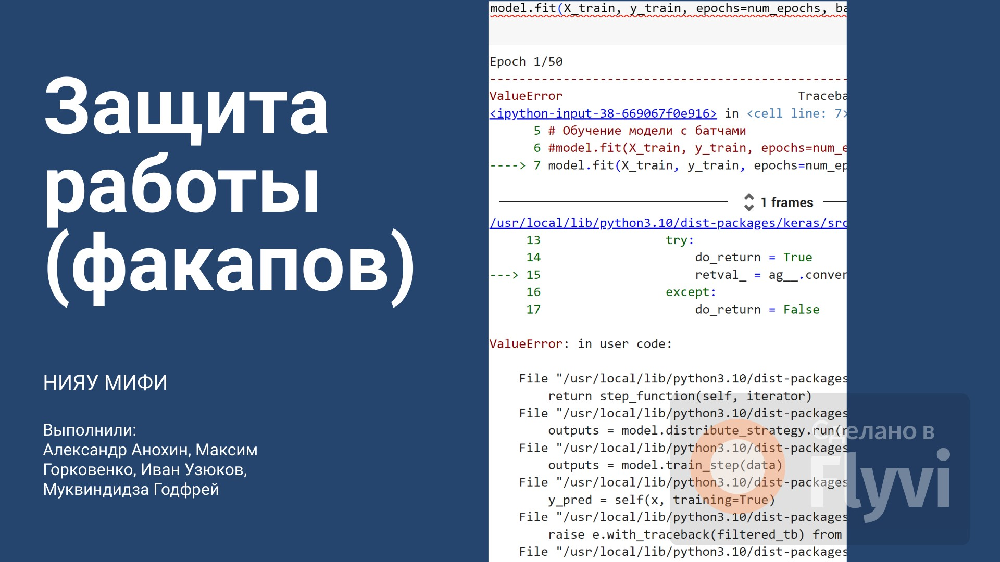 Защита
работы
(факапов)
НИЯУ МИФИ
Выполнили:
Александр Анохин, Максим
Горковенко, Иван Узюков,
Муквиндидза Годфрей
model.fit(X_train, y_train, epochs=num_epochs, ba
Epoch 1/50
---------------------------------------------------
ValueError Traceba
<ipython-input-38-669067f0e916> in <cell line: 7>
5 # Обучение модели с батчами
6 #model.fit(X_train, y_train, epochs=num_e
----> 7 model.fit(X_train, y_train, epochs=num_ep
1 frames
/usr/local/lib/python3.10/dist-packages/keras/src
13 try:
14 do_return = True
---> 15 retval_ = ag__.conver
16 except:
17 do_return = False
ValueError: in user code:
File "/usr/local/lib/python3.10/dist-packages
return step_function(self, iterator)
File "/usr/local/lib/python3.10/dist-packages
outputs = model.distribute_strategy.run(r
File "/usr/local/lib/python3.10/dist-packages
outputs = model.train_step(data)
File "/usr/local/lib/python3.10/dist-packages
y_pred = self(x, training=True)
File "/usr/local/lib/python3.10/dist-packages
raise e.with_traceback(filtered_tb) from
File "/usr/local/lib/python3.10/dist-packages
Сделано в
Flyvi